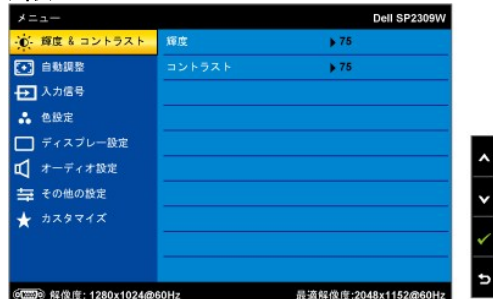 メニュー Dell SP2309W
輝度 & コントラスト 輝度 75
自動調整 コントラスト 75
入力信号
色設定
ディスプレー設定
オーディオ設定
その他の設定
カスタマイズ
解像度: 1280x1024@60Hz 最適解像度:2048x1152@60Hz